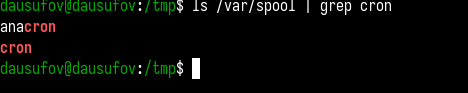 dausufov@dausufov:/tmp$ ls /var/spool | grep cron
anacron
cron
dausufov@dausufov:/tmp$